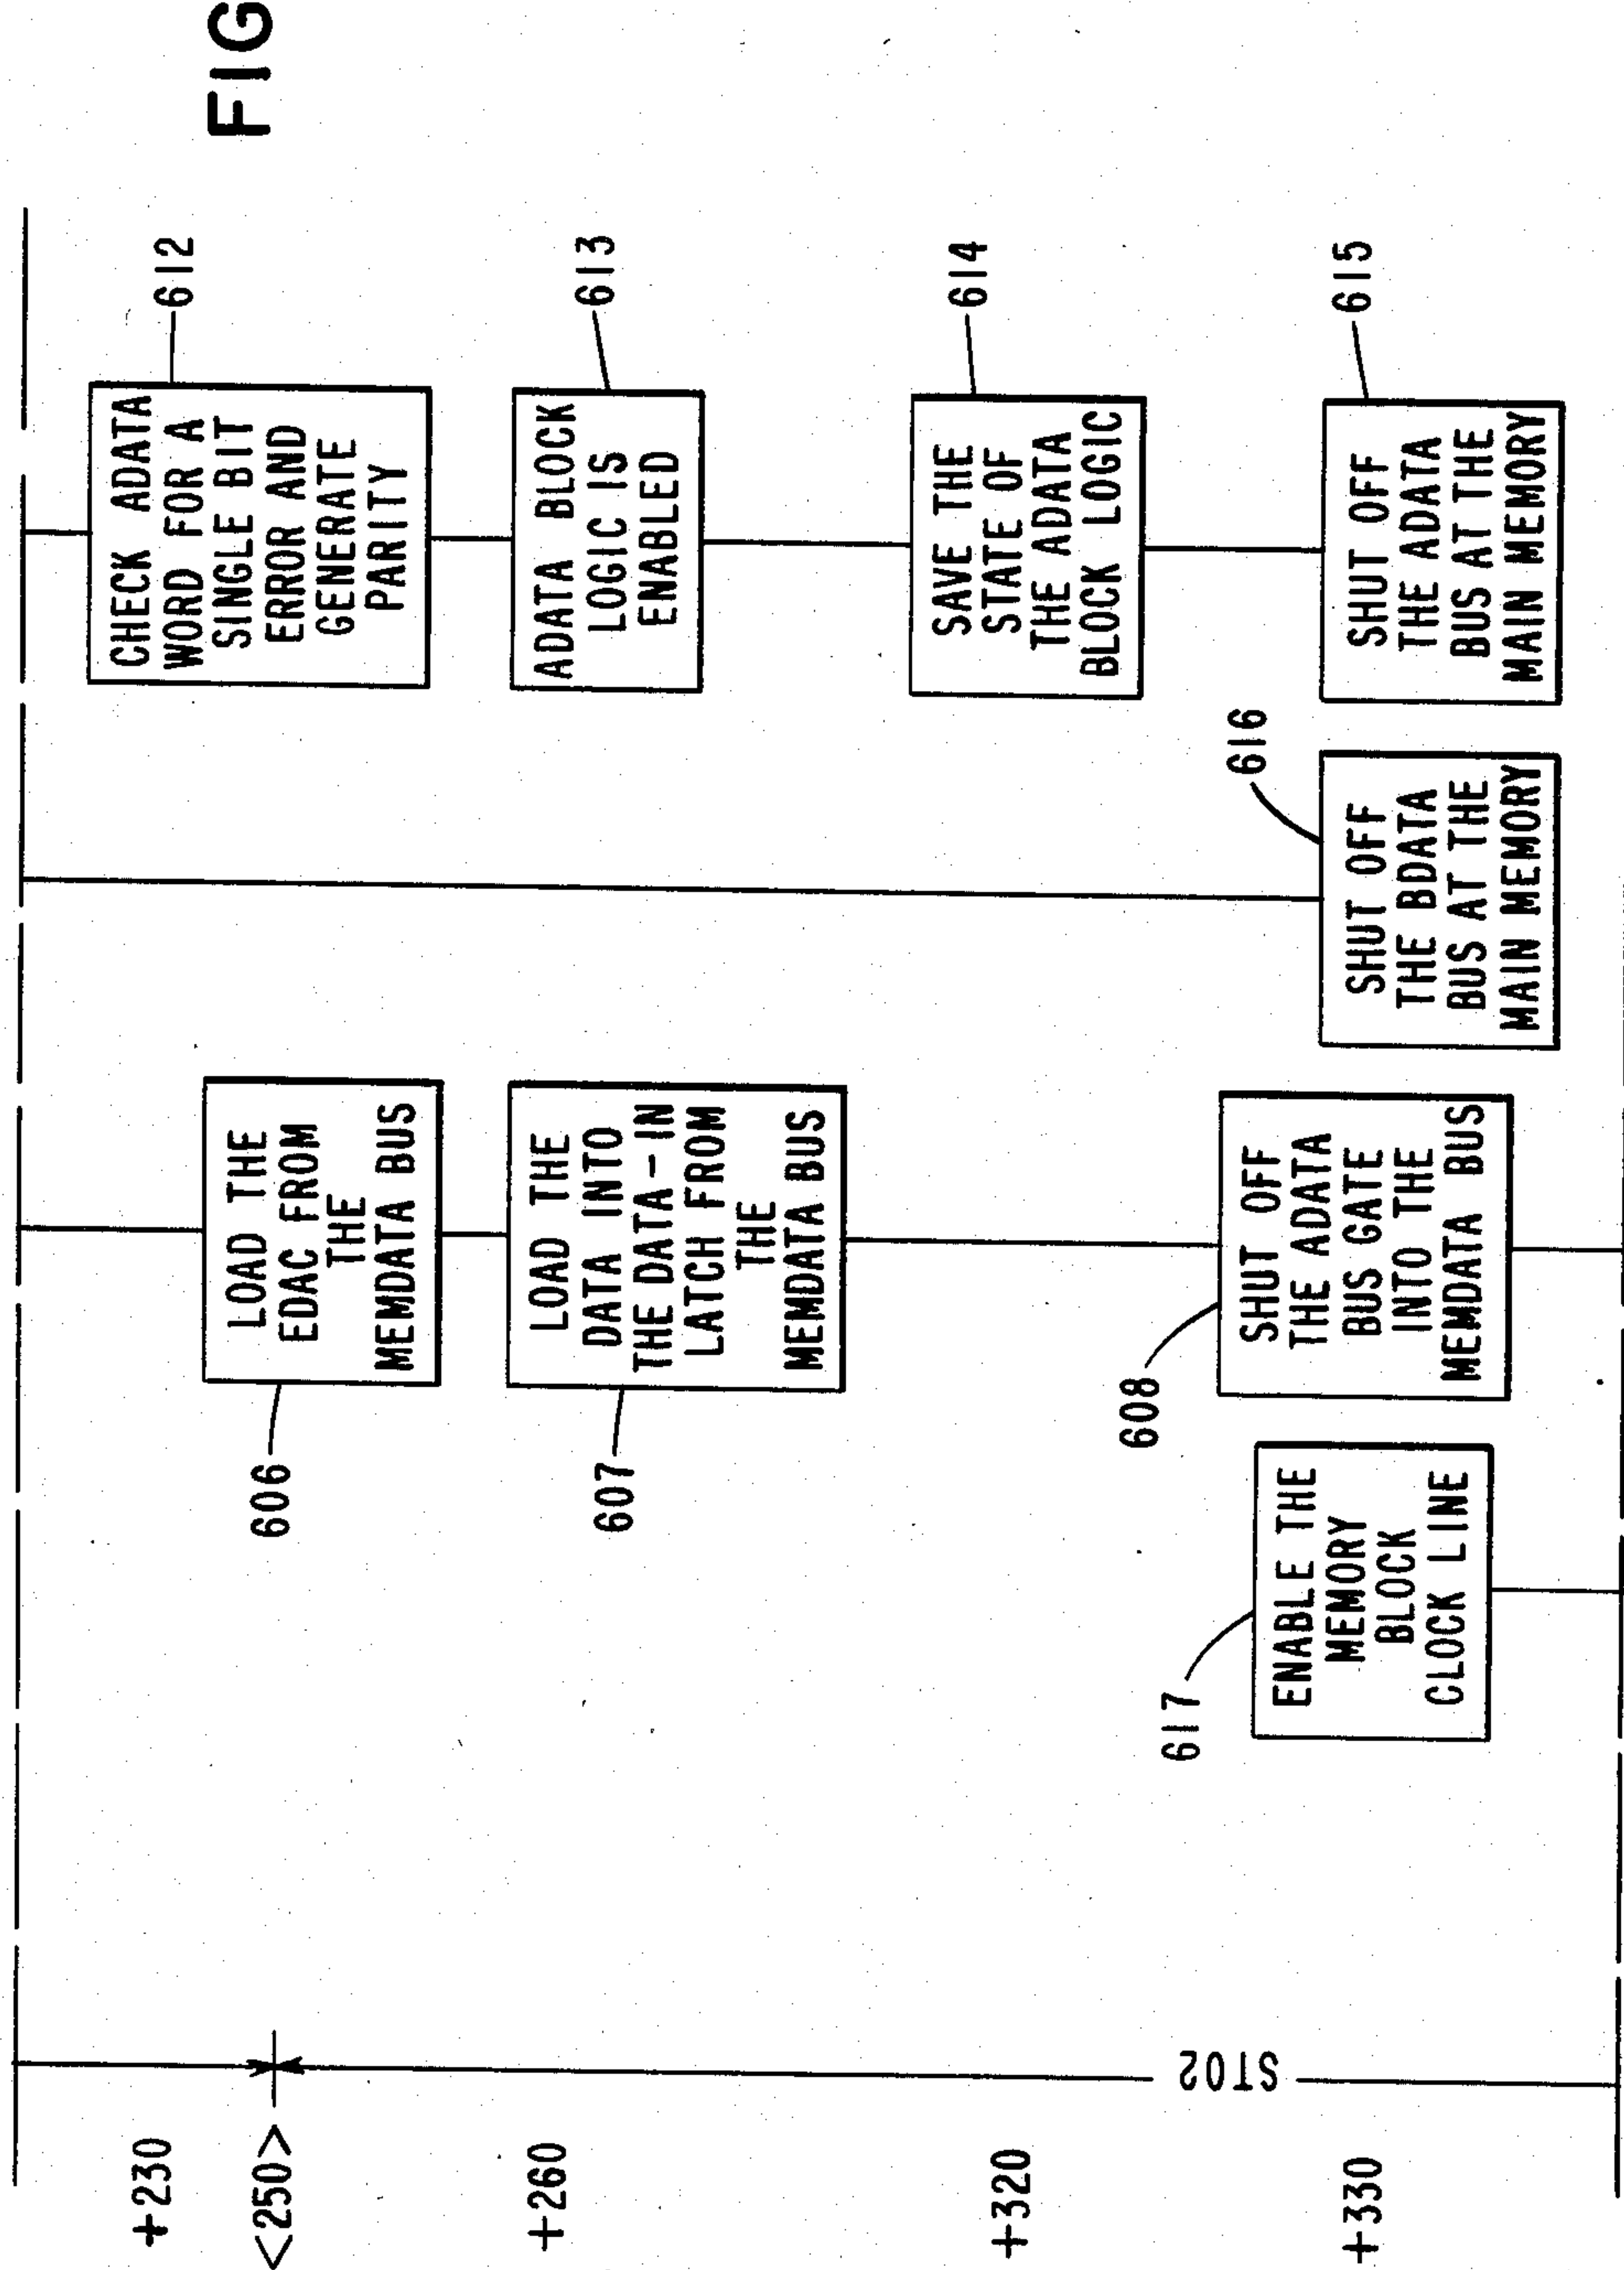 FIG
+230
<250>
+260
+320
+330
ST02
606
LOAD THE
EDAC FROM
THE
MEMDATA BUS
607
LOAD THE
DATA INTO
THE DATA-IN
LATCH FROM
THE
MEMDATA BUS
608
SHUT OFF
THE ADATA
BUS GATE
INTO THE
MEMDATA BUS
617
ENABLE THE
MEMORY
BLOCK
CLOCK LINE
616
SHUT OFF
THE BDATA
BUS AT THE
MAIN MEMORY
612
CHECK ADATA
WORD FOR A
SINGLE BIT
ERROR AND
GENERATE
PARITY
613
ADATA BLOCK
LOGIC IS
ENABLED
614
SAVE THE
STATE OF
THE ADATA
BLOCK LOGIC
615
SHUT OFF
THE ADATA
BUS AT THE
MAIN MEMORY